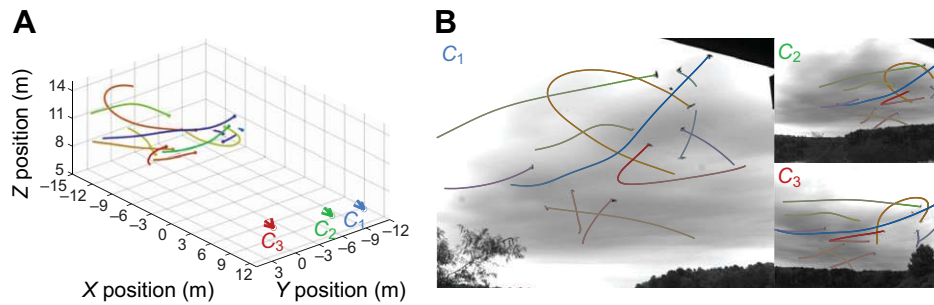 A
B
C1
C2
C3
Z position (m)
14
11
8
5
−15
−12
−9
−6
−3
0
3
6
9
12
X position (m)
3
0
−3
−6
−9
−12
Y position (m)
C3
C2
C1